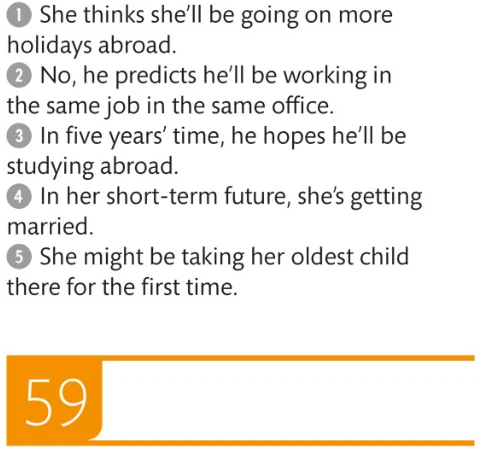 1 She thinks she'll be going on more
holidays abroad.
2 No, he predicts he'll be working in
the same job in the same office.
3 In five years' time, he hopes he'll be
studying abroad.
4 In her short-term future, she's getting
married.
5 She might be taking her oldest child
there for the first time.
59